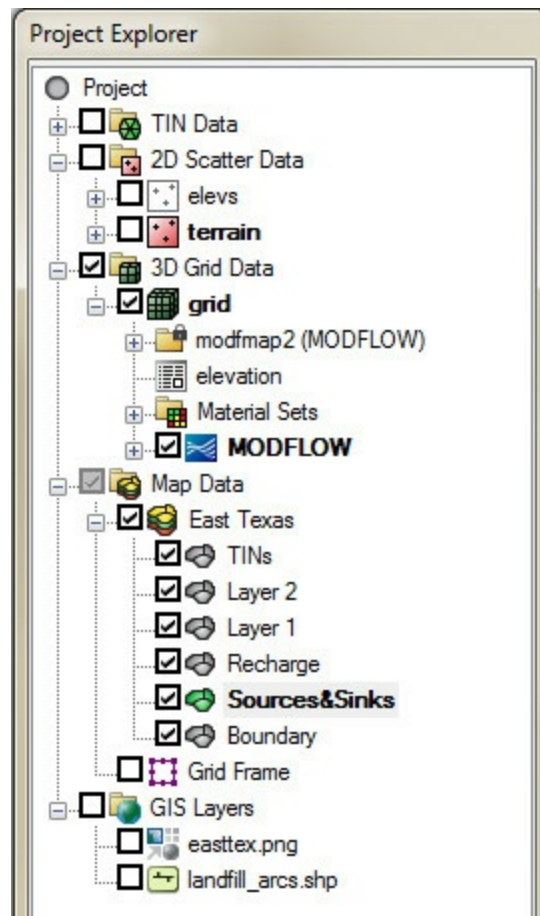 Project Explorer
Project
TIN Data
2D Scatter Data
elevs
terrain
3D Grid Data
grid
modfmap2 (MODFLOW)
elevation
Material Sets
MODFLOW
Map Data
East Texas
TINs
Layer 2
Layer 1
Recharge
Sources&Sinks
Boundary
Grid Frame
GIS Layers
easttex.png
landfill_arcs.shp